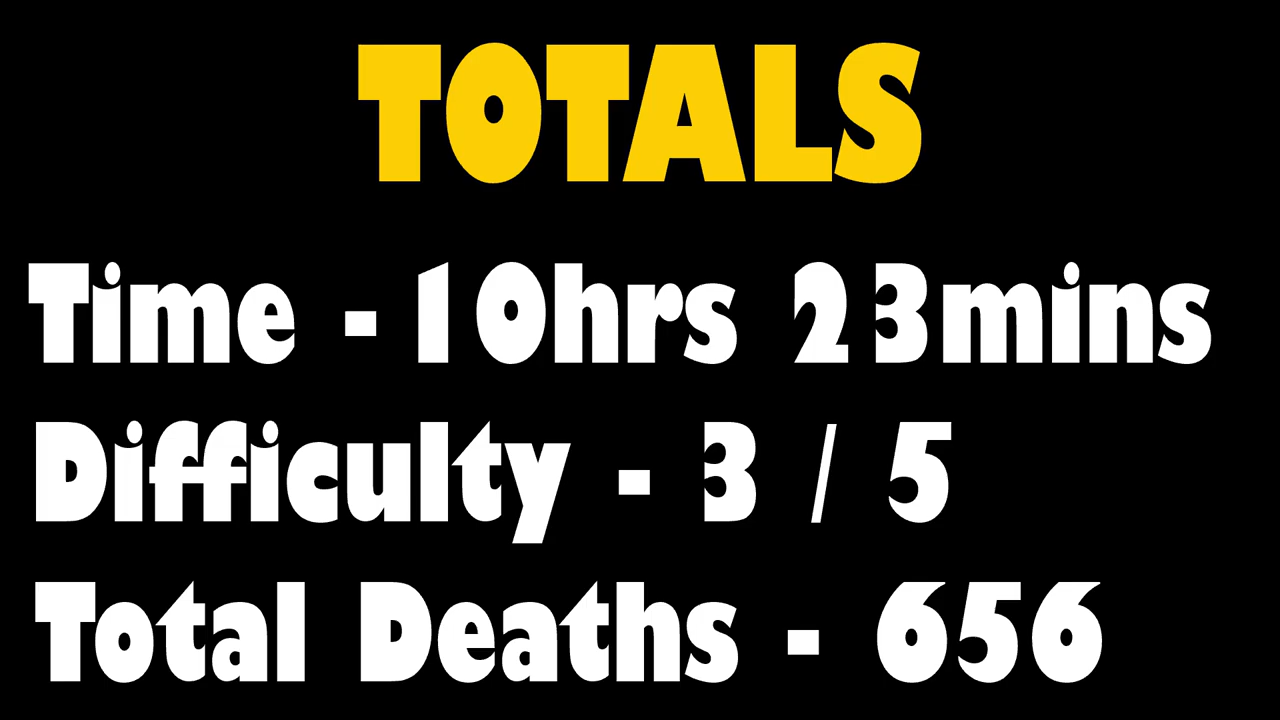 TOTALS
Time - 10hrs 23mins
Difficulty - 3 / 5
Total Deaths - 656